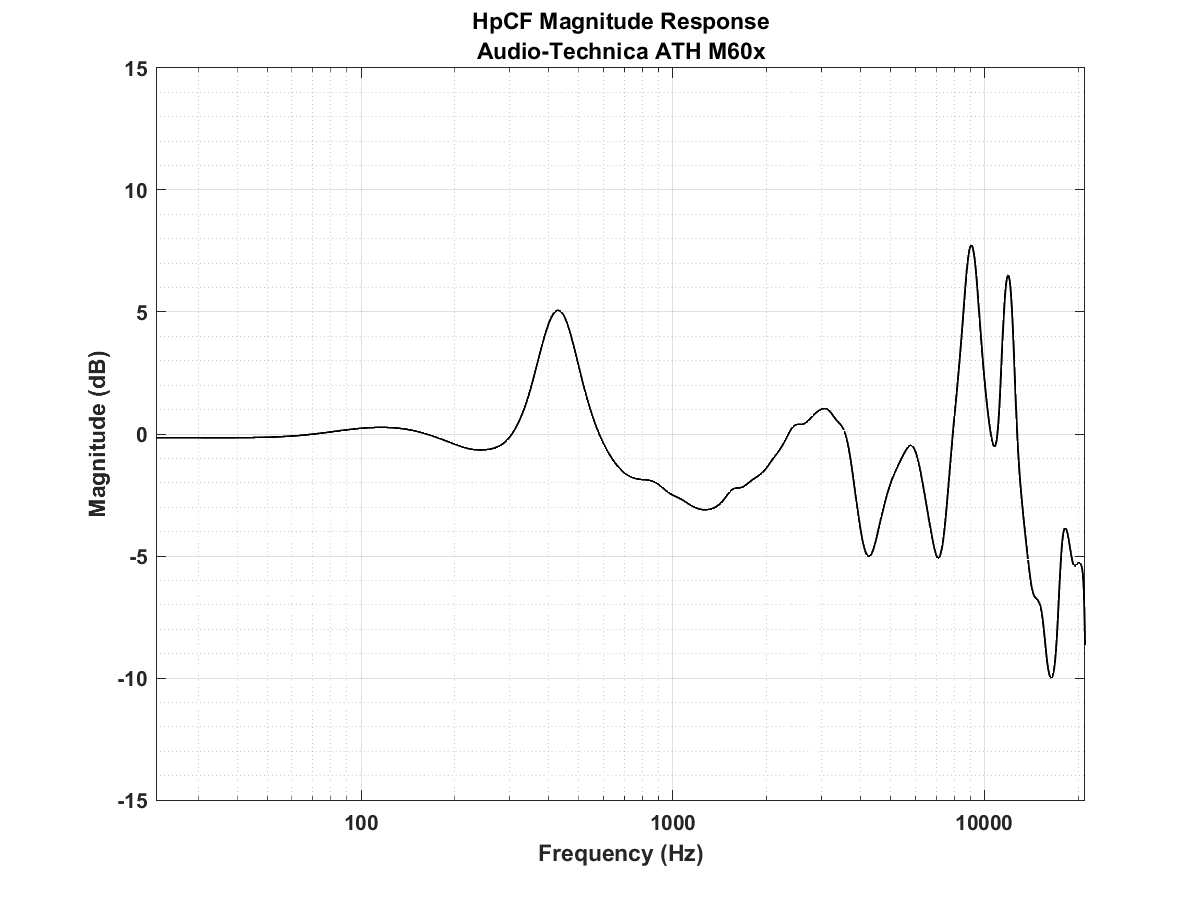 HpCF Magnitude Response
Audio-Technica ATH M60x
15
10
5
0
-5
-10
-15
Magnitude (dB)
100
1000
10000
Frequency (Hz)